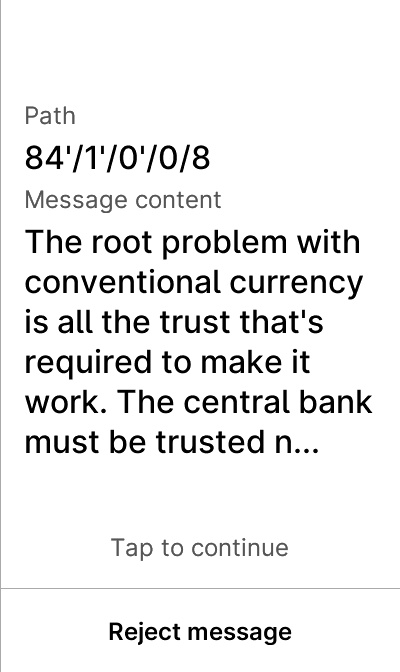 Path
84'/1'/0'/0/8
Message content
The root problem with
conventional currency
is all the trust that's
required to make it
work. The central bank
must be trusted n...
Tap to continue
Reject message